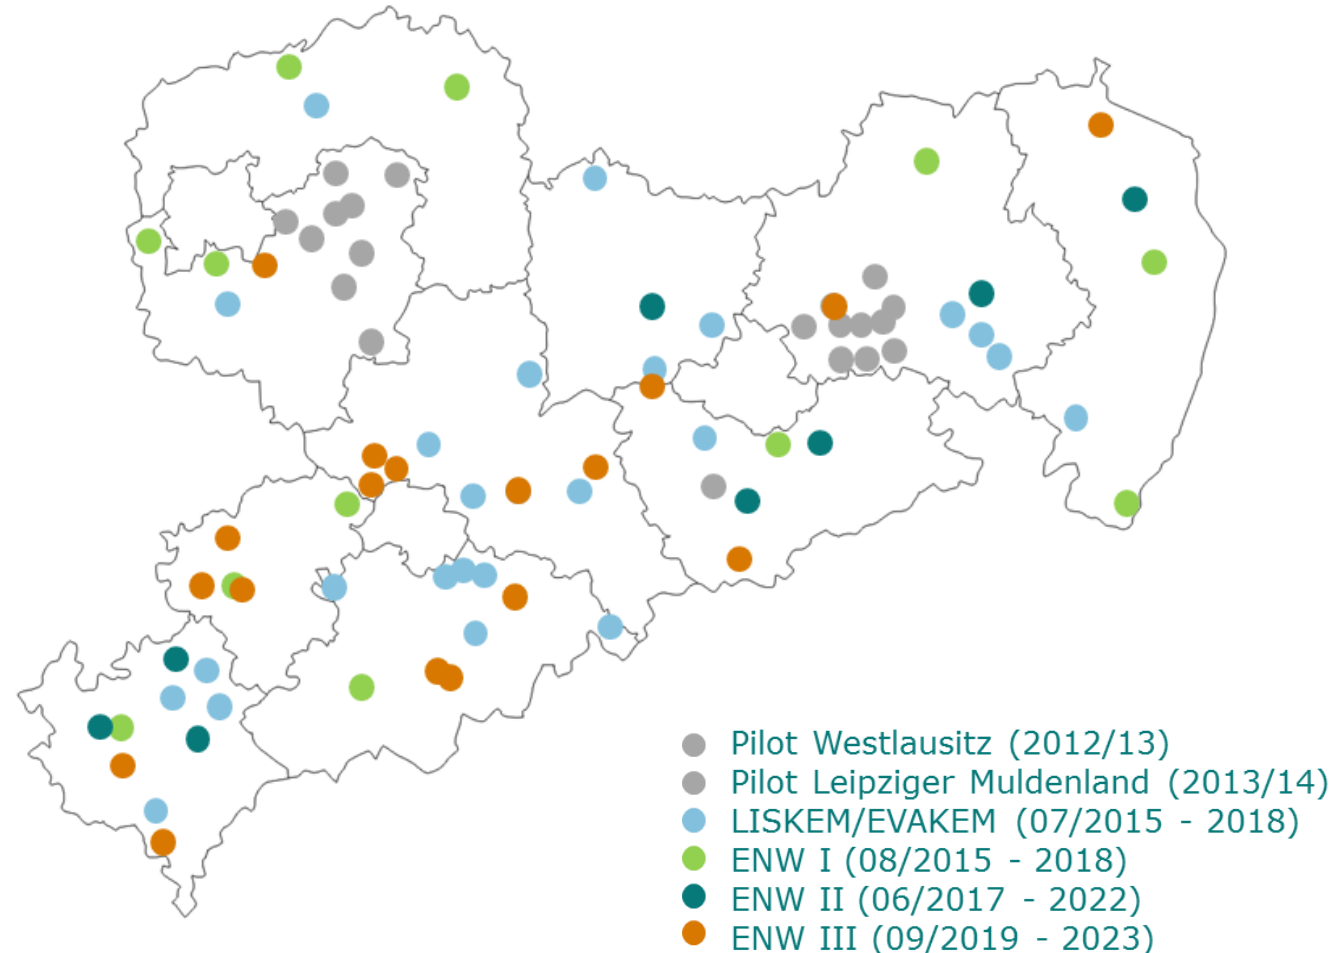 Pilot Westlausitz (2012/13)
Pilot Leipziger Muldenland (2013/14)
LISKEM/EVAKEM (07/2015 - 2018)
ENW I (08/2015 - 2018)
ENW II (06/2017 - 2022)
ENW III (09/2019 - 2023)